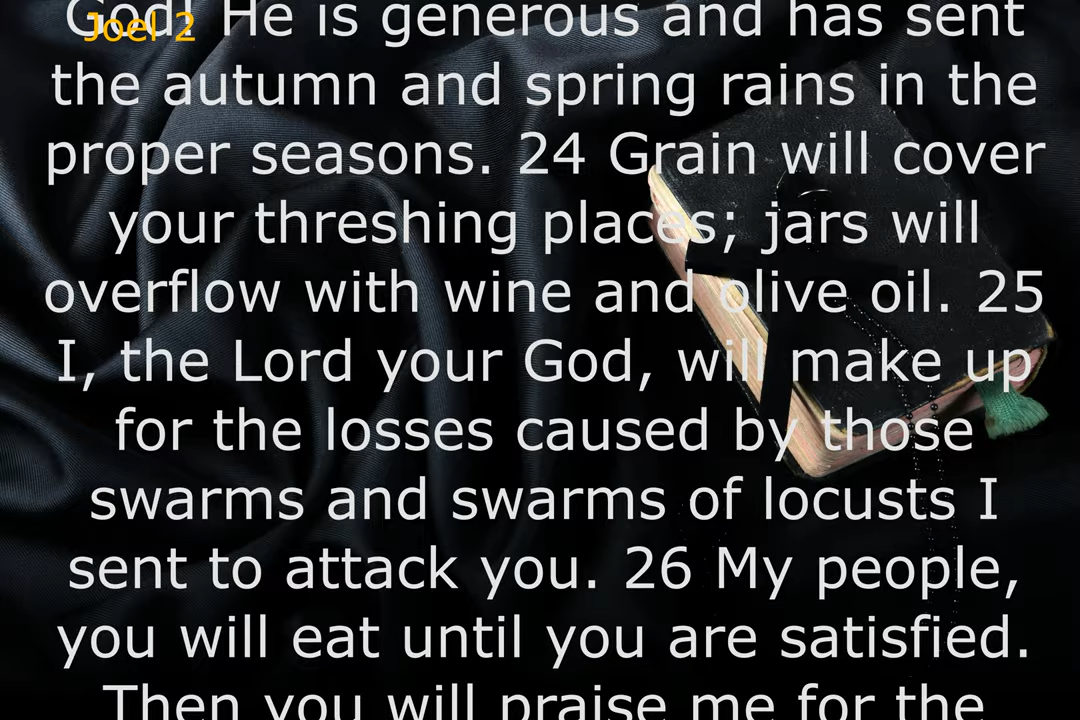 God! He is generous and has sent
Joel 2
the autumn and spring rains in the
proper seasons. 24 Grain will cover
your threshing places; jars will
overflow with wine and olive oil. 25
I, the Lord your God, will make up
for the losses caused by those
swarms and swarms of locusts I
sent to attack you. 26 My people,
you will eat until you are satisfied.
Then you will praise me for the